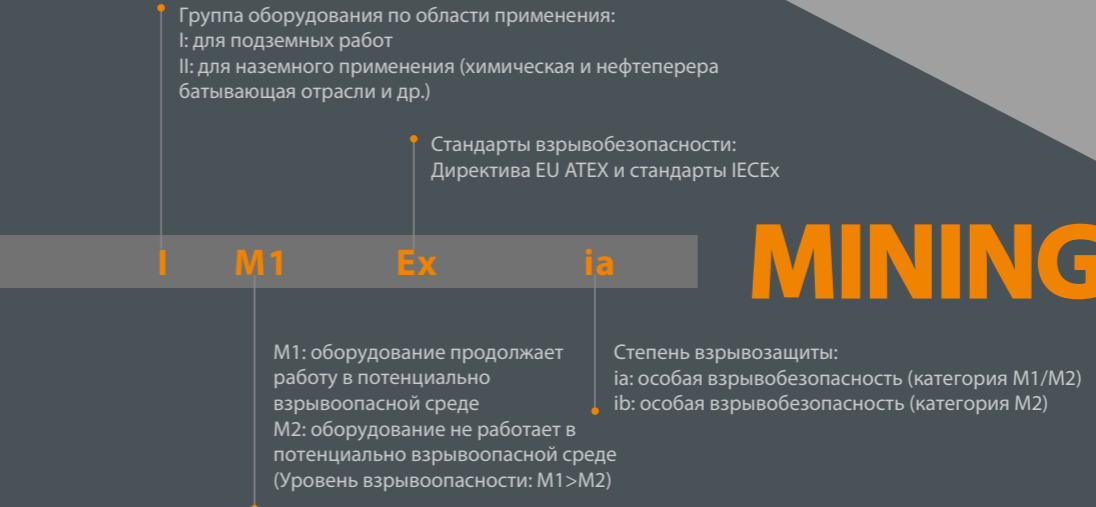 Группа оборудования по области применения:
I: для подземных работ
II: для наземного применения (химическая и нефтеперера
батывающая отрасли и др.)
Стандарты взрывобезопасности:
Директива EU ATEX и стандарты IECEx
I M1 Ex ia
MINING
M1: оборудование продолжает
работу в потенциально
взрывоопасной среде
M2: оборудование не работает в
потенциально взрывоопасной среде
(Уровень взрывоопасности: M1>M2)
Степень взрывозащиты:
ia: особая взрывобезопасность (категория M1/M2)
ib: особая взрывобезопасность (категория M2)